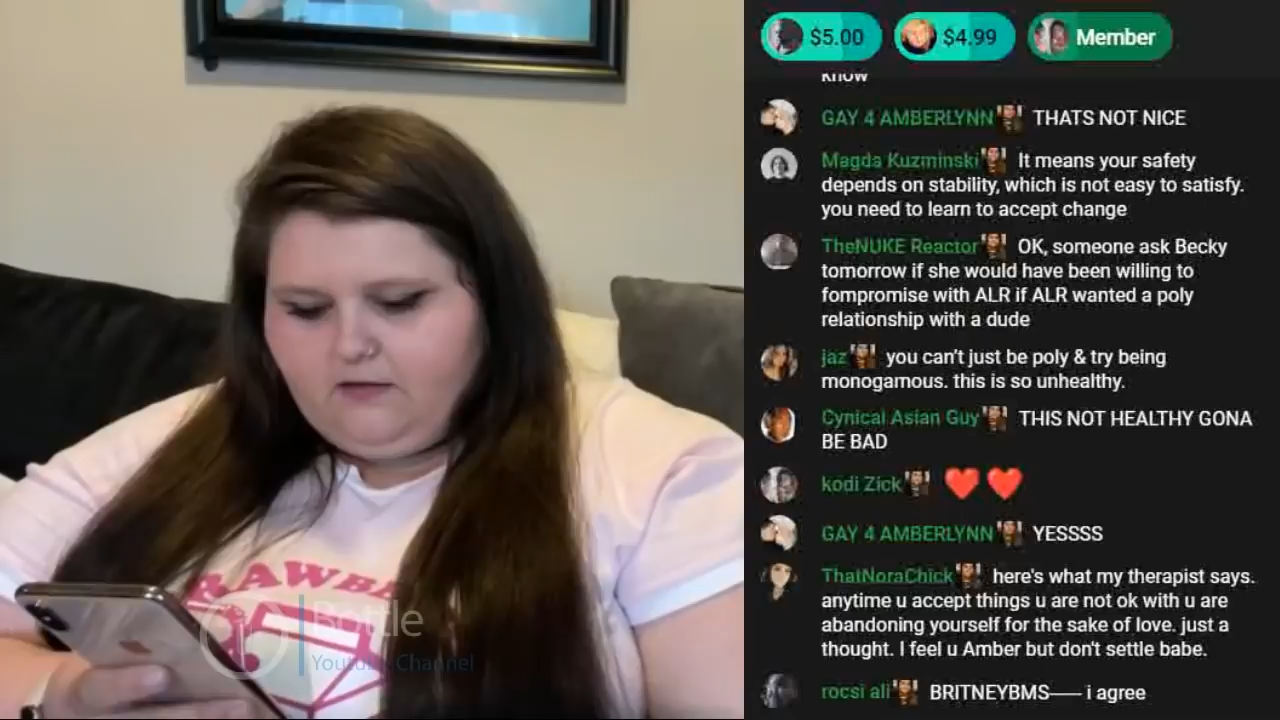 $5.00
$4.99
Member
know
GAY 4 AMBERLYNN THATS NOT NICE
Magda Kuzminski It means your safety
depends on stability, which is not easy to satisfy.
you need to learn to accept change
TheNUKE Reactor OK, someone ask Becky
tomorrow if she would have been willing to
fompromise with ALR if ALR wanted a poly
relationship with a dude
jaz you can't just be poly & try being
monogamous. this is so unhealthy.
Cynical Asian Guy THIS NOT HEALTHY GONA
BE BAD
kodi Zick ❤️ ❤️
GAY 4 AMBERLYNN YESSSS
ThatNoraChick here's what my therapist says.
anytime u accept things u are not ok with u are
abandoning yourself for the sake of love. just a
thought. I feel u Amber but don't settle babe.
rocsi ali BRITNEYBMS—— i agree
RAWBE
Bottle
Youtube Channel